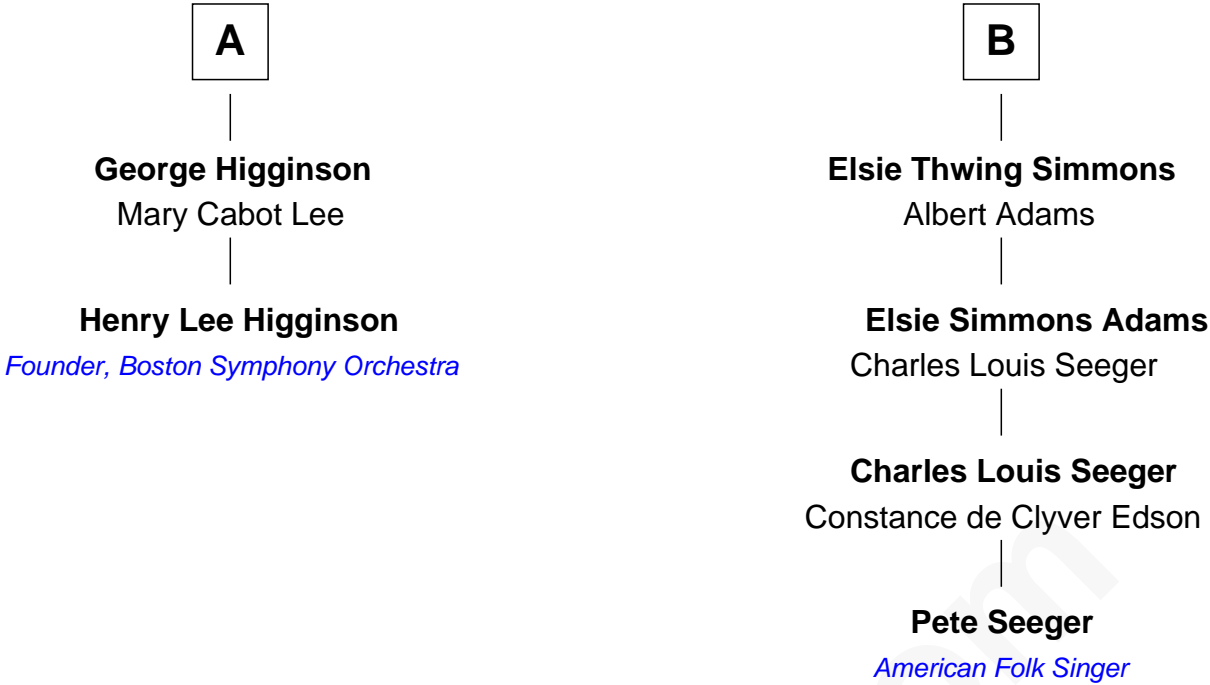 A
George Higginson
Mary Cabot Lee
Henry Lee Higginson
Founder, Boston Symphony Orchestra
B
Elsie Thwing Simmons
Albert Adams
Elsie Simmons Adams
Charles Louis Seeger
Charles Louis Seeger
Constance de Clyver Edson
Pete Seeger
American Folk Singer